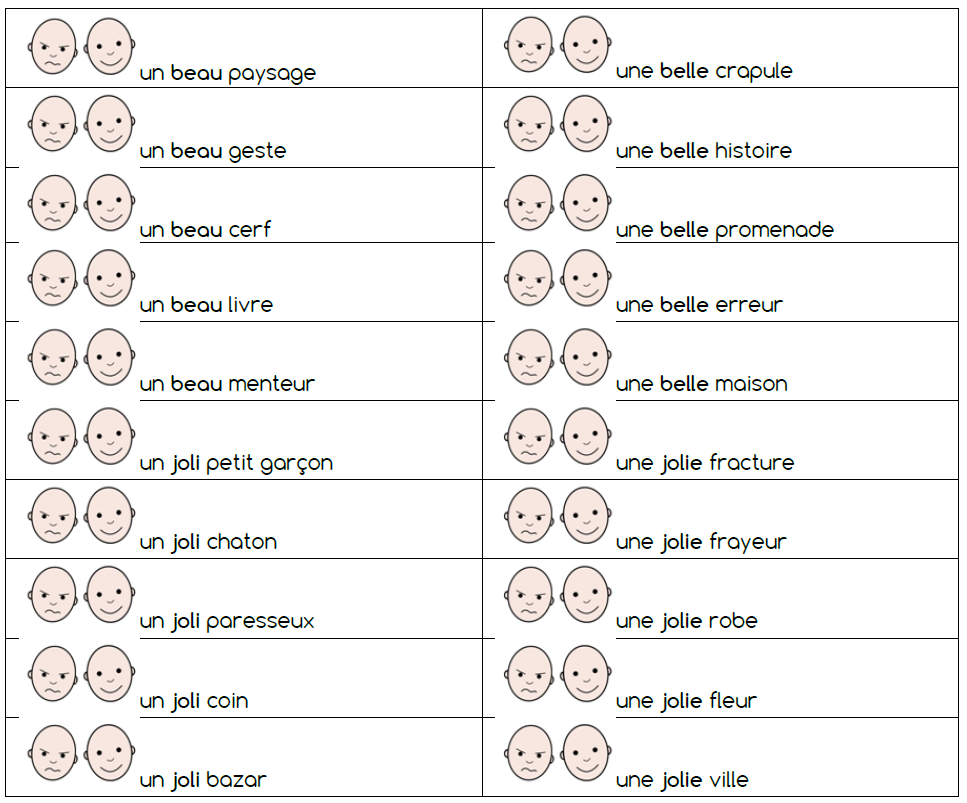 un beau paysage
une belle crapule
un beau geste
une belle histoire
un beau cerf
une belle promenade
un beau livre
une belle erreur
un beau menteur
une belle maison
un joli petit garçon
une jolie fracture
un joli chaton
une jolie frayeur
un joli paresseux
une jolie robe
un joli coin
une jolie fleur
un joli bazar
une jolie ville